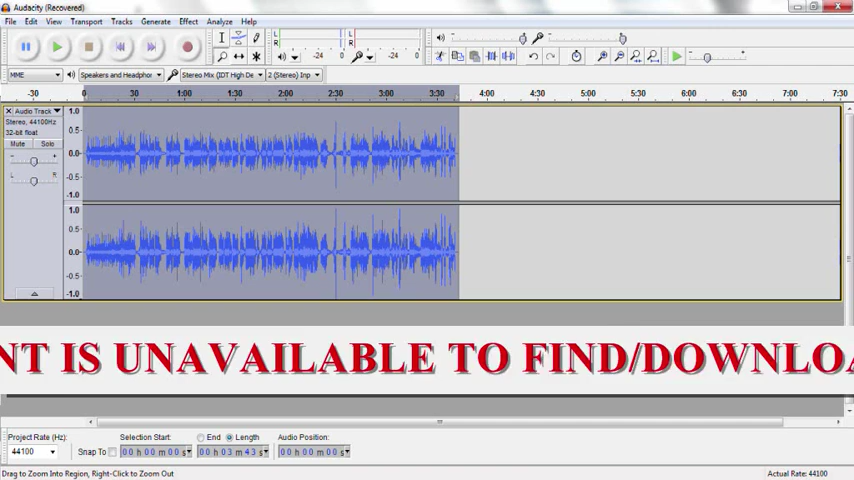 Audacity (Recovered)
File Edit View Transport Tracks Generate Effect Analyze Help
L R -24 0 L R -24 0
MME Speakers and Headphor Stereo Mix (IDT High De 2 (Stereo) Inp
-30 0 30 1:00 1:30 2:00 2:30 3:00 3:30 4:00 4:30 5:00 5:30 6:00 6:30 7:00 7:30
Audio Track 1.0
Stereo, 44100Hz
32-bit float 0.5
Mute Solo
- + 0.0
L R -0.5
-1.0
1.0
0.5
0.0
-0.5
-1.0
NT IS UNAVAILABLE TO FIND/DOWNLOA
Project Rate (Hz): Selection Start: End Length Audio Position:
44100 Snap To 00 h 00 m 00 s 00 h 03 m 43 s 00 h 00 m 00 s
Drag to Zoom Into Region, Right-Click to Zoom Out Actual Rate: 44100